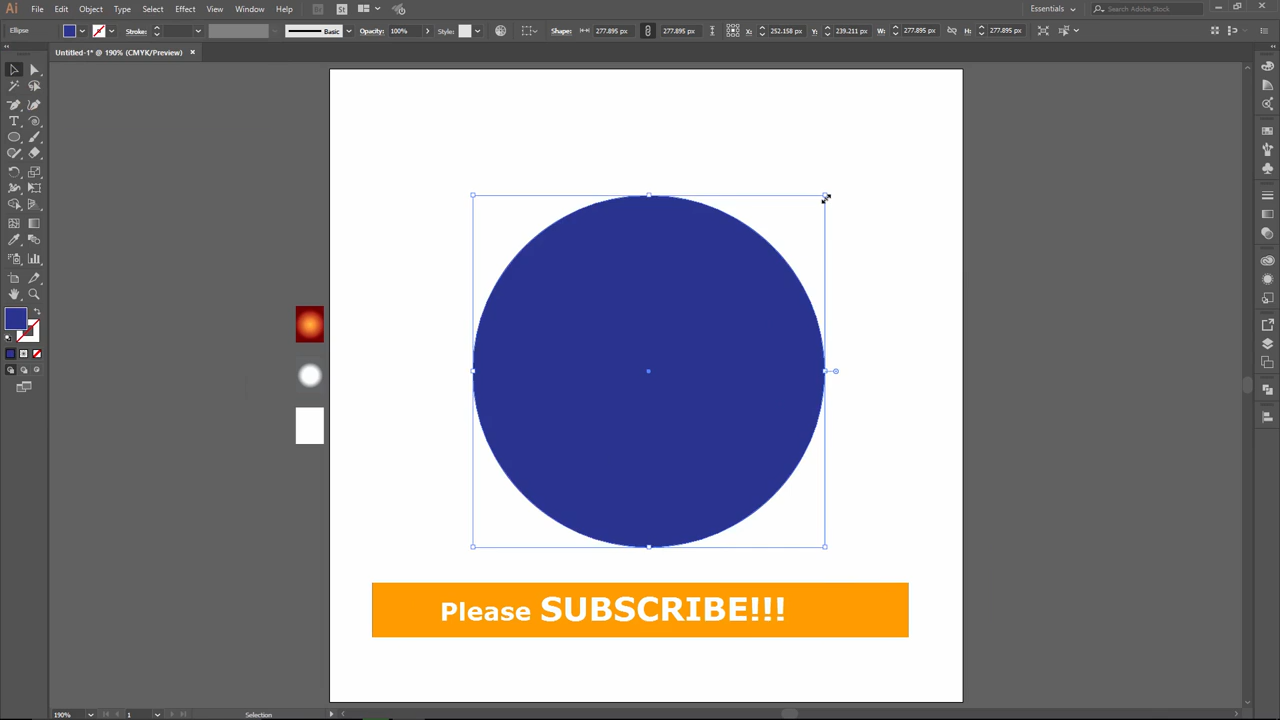 Ai File Edit Object Type Select Effect View Window Help Br St Essentials Search Adobe Stock
Ellipse Stroke: Basic Opacity: 100% Style: Shape: 277.895 px 277.895 px X: 252.158 px Y: 239.211 px W: 277.895 px H: 277.895 px
Untitled-1* @ 190% (CMYK/Preview) ×
Please SUBSCRIBE!!!
190% 1 Selection